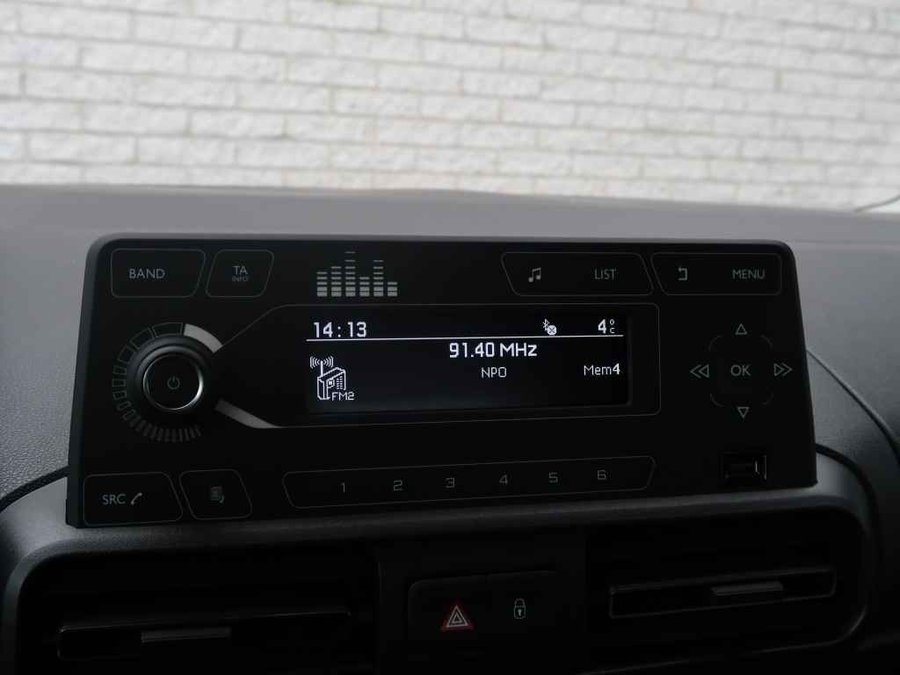 BAND
TA
INFO
LIST
MENU
14:13
4°C
91.40 MHz
NPO
Mem4
FM2
OK
SRC
1 2 3 4 5 6